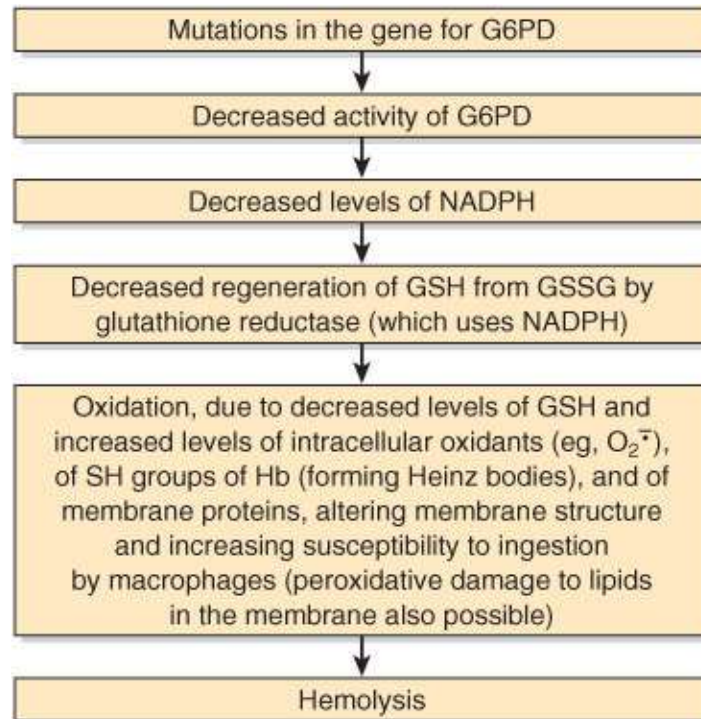 Mutations in the gene for G6PD
Decreased activity of G6PD
Decreased levels of NADPH
Decreased regeneration of GSH from GSSG by
glutathione reductase (which uses NADPH)
Oxidation, due to decreased levels of GSH and
increased levels of intracellular oxidants (eg, O₂⁻•),
of SH groups of Hb (forming Heinz bodies), and of
membrane proteins, altering membrane structure
and increasing susceptibility to ingestion
by macrophages (peroxidative damage to lipids
in the membrane also possible)
Hemolysis